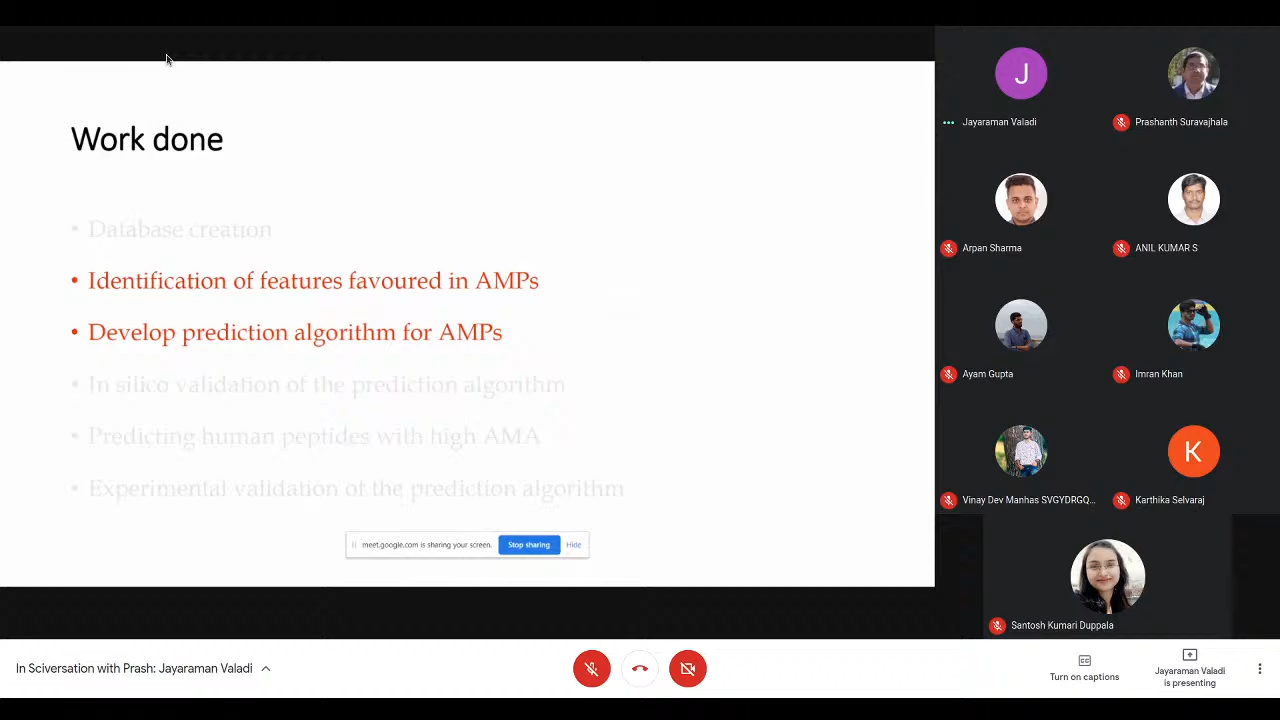 Work done
• Database creation
• Identification of features favoured in AMPs
• Develop prediction algorithm for AMPs
• In silico validation of the prediction algorithm
• Predicting human peptides with high AMA
• Experimental validation of the prediction algorithm
meet.google.com is sharing your screen. Stop sharing Hide
J
Jayaraman Valadi
Prashanth Suravajhala
Arpan Sharma
ANIL KUMAR S
Ayam Gupta
Imran Khan
K
Vinay Dev Manhas SVGYDRGQ...
Karthika Selvaraj
Santosh Kumari Duppala
In Sciversation with Prash: Jayaraman Valadi
CC
Turn on captions
Jayaraman Valadi
is presenting